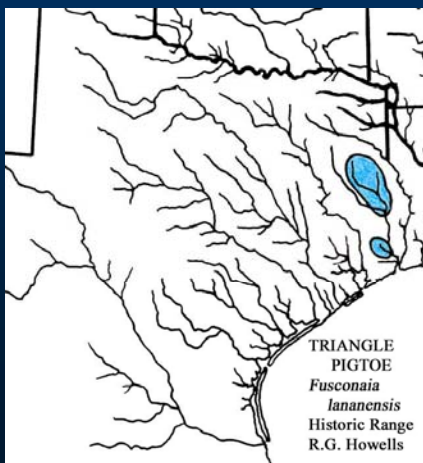 TRIANGLE
PIGTOE
Fusconaia
lananensis
Historic Range
R.G. Howells